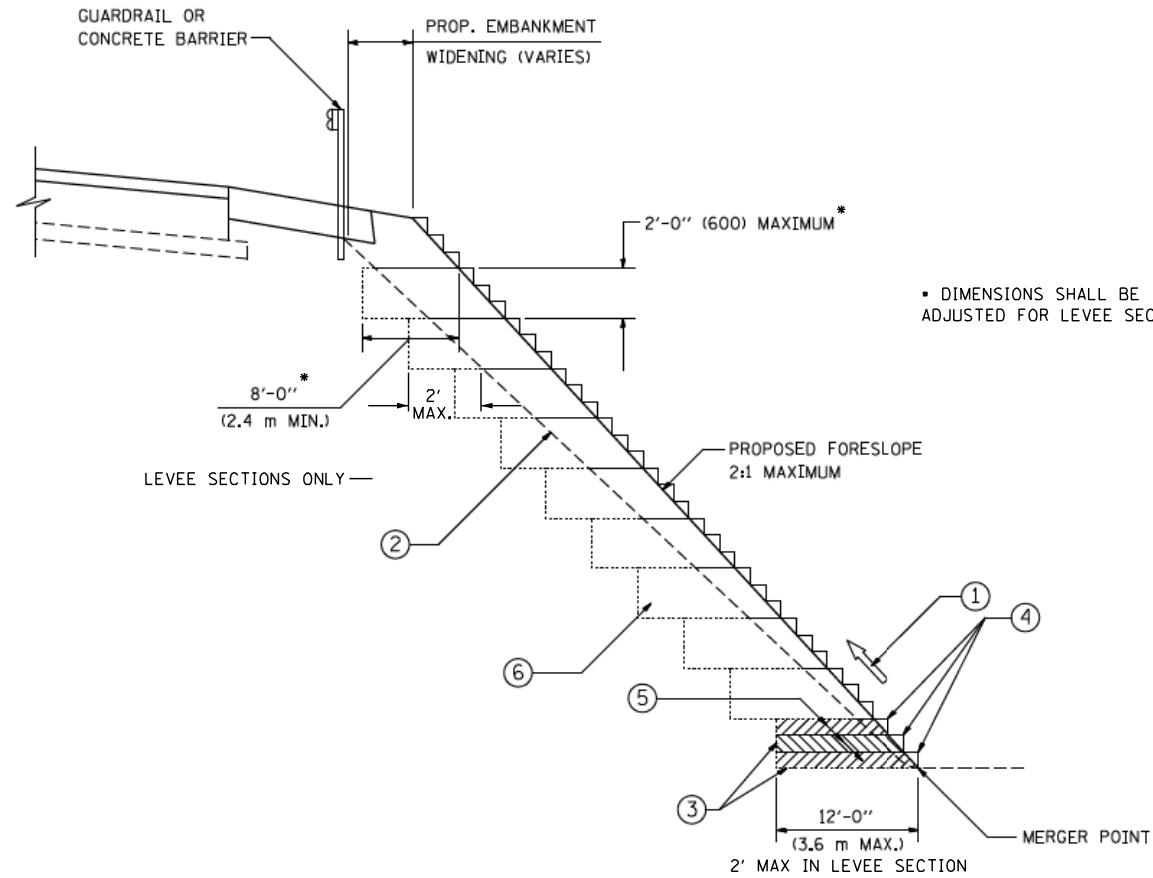 GUARDRAIL OR
CONCRETE BARRIER
PROP. EMBANKMENT
WIDENING (VARIES)
2'-0'' (600) MAXIMUM*
* DIMENSIONS SHALL BE
ADJUSTED FOR LEVEE SEC
8'-0''*
(2.4 m MIN.)
2'
MAX.
LEVEE SECTIONS ONLY
PROPOSED FORESLOPE
2:1 MAXIMUM
2
1
4
6
5
3
12'-0''
(3.6 m MAX.)
2' MAX IN LEVEE SECTION
MERGER POINT